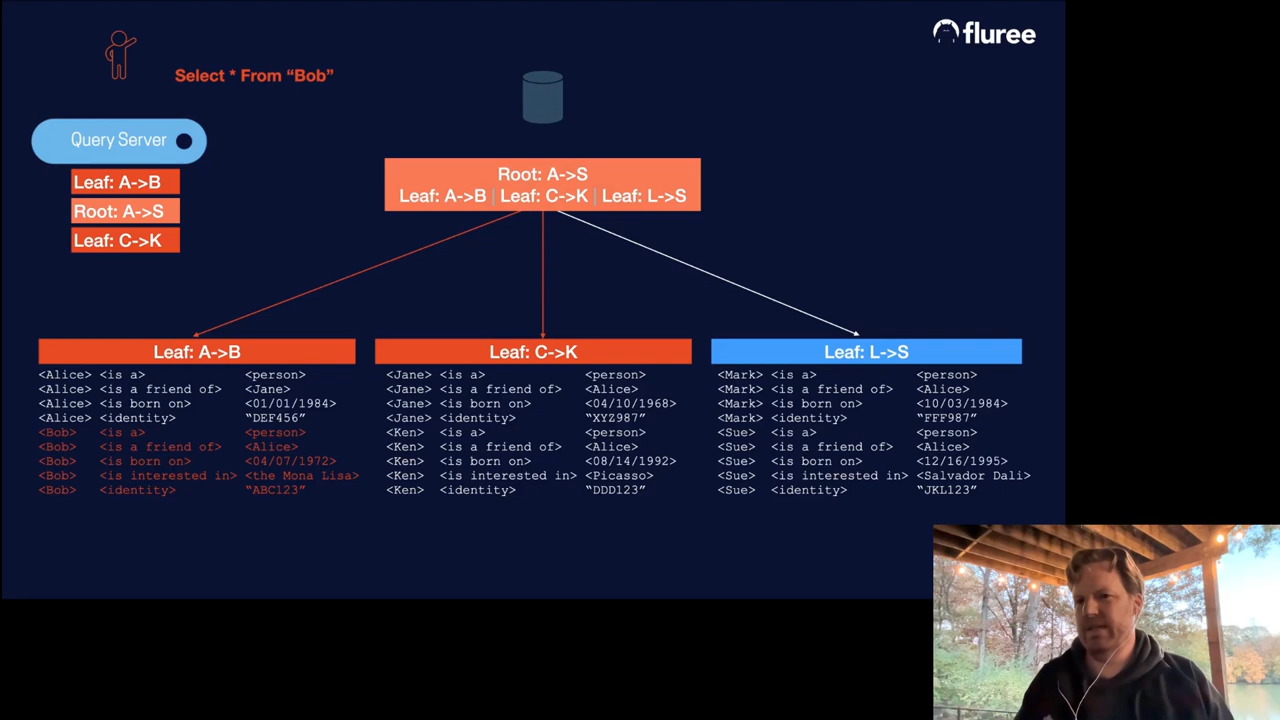 fluree
Select * From “Bob”
Query Server
Leaf: A->B
Root: A->S
Leaf: C->K
Root: A->S
Leaf: A->B | Leaf: C->K | Leaf: L->S
Leaf: A->B
<Alice> <is a> <person>
<Alice> <is a friend of> <Jane>
<Alice> <is born on> <01/01/1984>
<Alice> <identity> “DEF456”
<Bob> <is a> <person>
<Bob> <is a friend of> <Alice>
<Bob> <is born on> <04/07/1972>
<Bob> <is interested in> <the Mona Lisa>
<Bob> <identity> “ABC123”
Leaf: C->K
<Jane> <is a> <person>
<Jane> <is a friend of> <Alice>
<Jane> <is born on> <04/10/1968>
<Jane> <identity> “XYZ987”
<Ken> <is a> <person>
<Ken> <is a friend of> <Alice>
<Ken> <is born on> <08/14/1992>
<Ken> <is interested in> <Picasso>
<Ken> <identity> “DDD123”
Leaf: L->S
<Mark> <is a> <person>
<Mark> <is a friend of> <Alice>
<Mark> <is born on> <10/03/1984>
<Mark> <identity> “FFF987”
<Sue> <is a> <person>
<Sue> <is a friend of> <Alice>
<Sue> <is born on> <12/16/1995>
<Sue> <is interested in> <Salvador Dali>
<Sue> <identity> “JKL123”